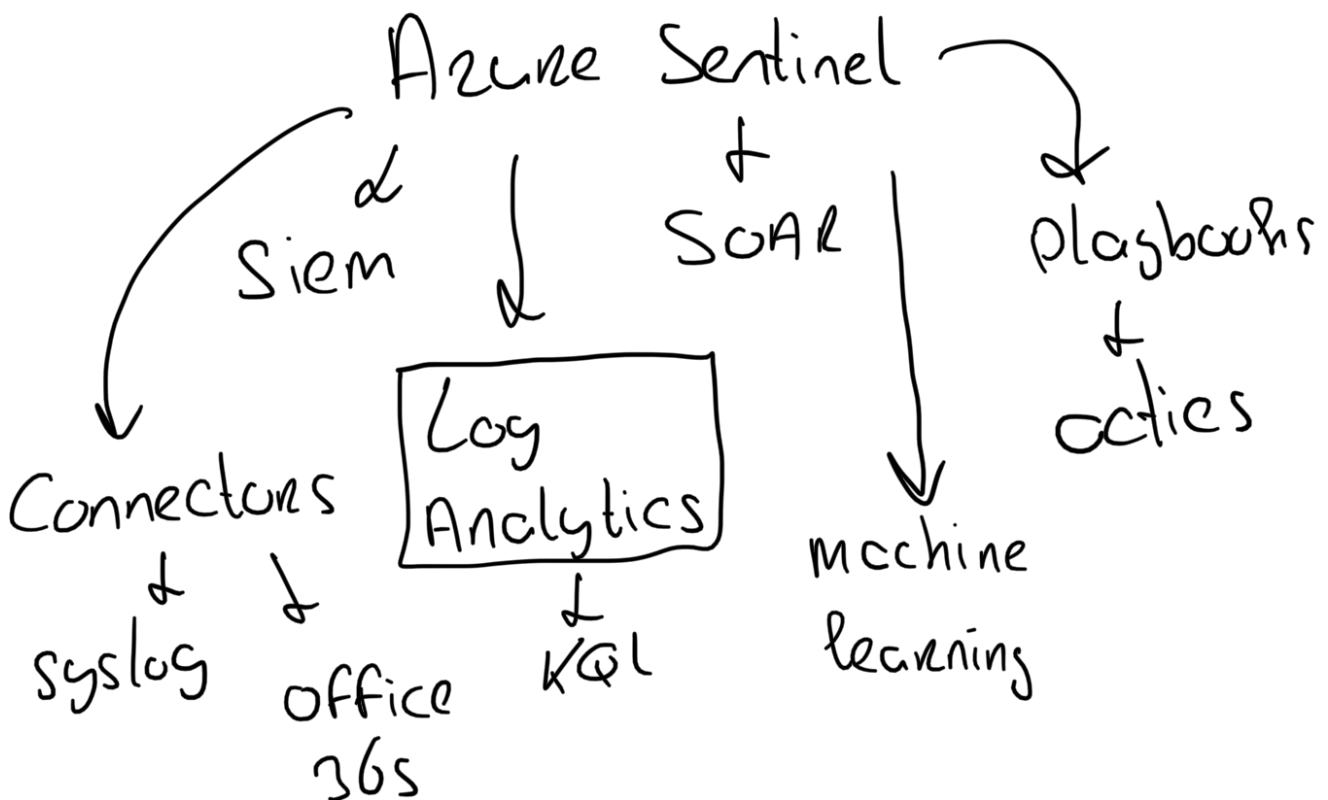 Azure Sentinel
Siem
SOAR
Playbooks
acties
Connectors
syslog
office
365
Log
Analytics
KQL
machine
learning